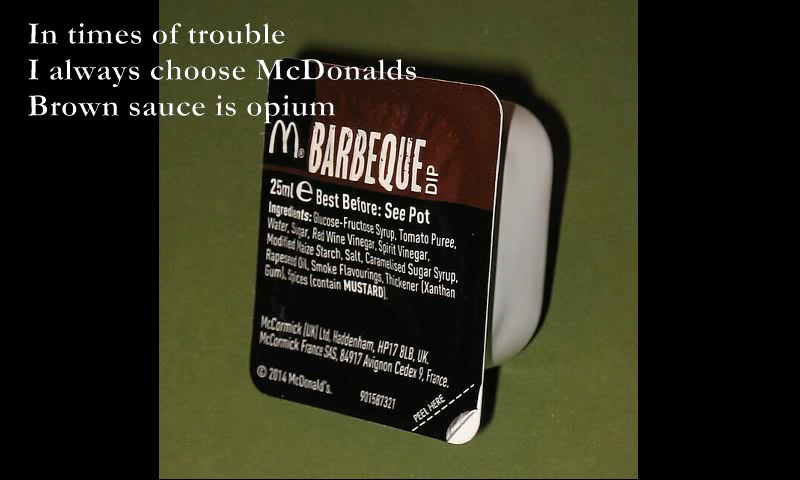 In times of trouble
I always choose McDonalds
Brown sauce is opium
M®
BARBEQUE DIP
25ml e Best Before: See Pot
Ingredients: Glucose-Fructose Syrup, Tomato Puree,
Water, Sugar, Red Wine Vinegar, Spirit Vinegar,
Modified Maize Starch, Salt, Caramelised Sugar Syrup,
Rapeseed Oil, Smoke Flavourings, Thickener (Xanthan
Gum), Spices (contain MUSTARD).
McCormick (UK) Ltd, Haddenham, HP17 8LB, UK.
McCormick France SAS, 84917 Avignon Cedex 9, France.
© 2014 McDonald's.
901587321
PEEL HERE